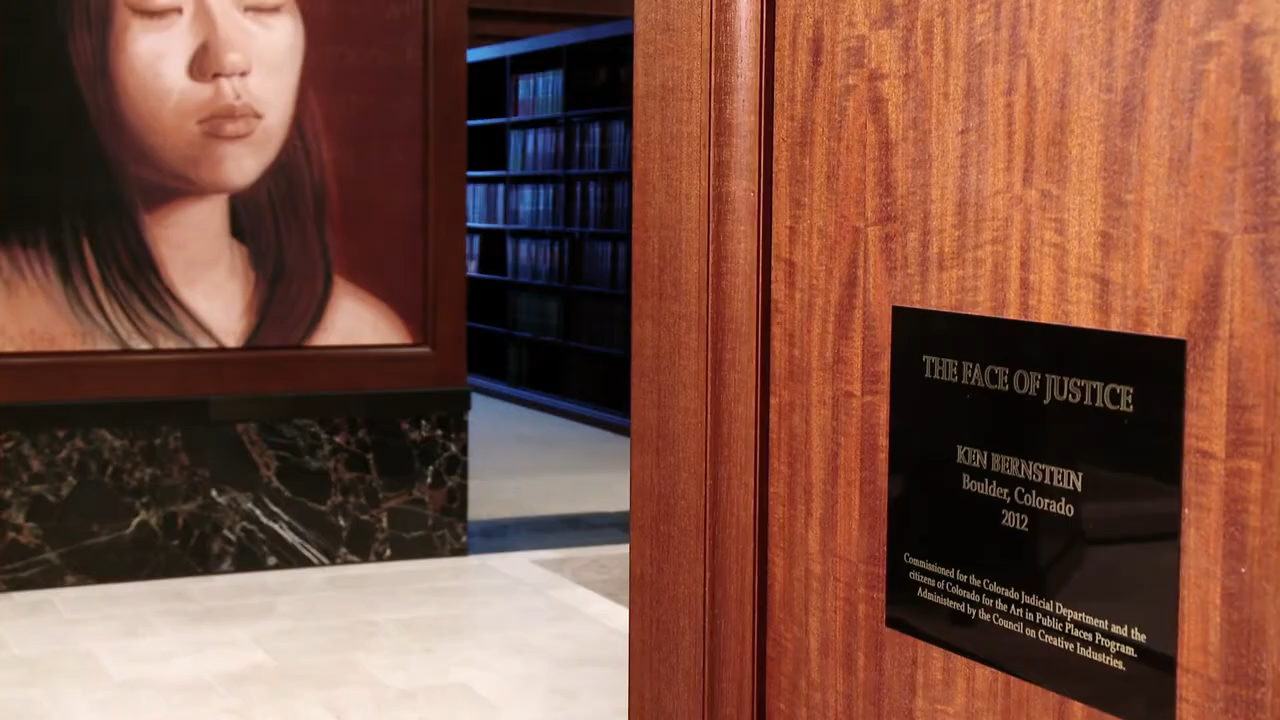 THE FACE OF JUSTICE
KEN BERNSTEIN
Boulder, Colorado
2012
Commissioned for the Colorado Judicial Department and the
citizens of Colorado for the Art in Public Places Program.
Administered by the Council on Creative Industries.